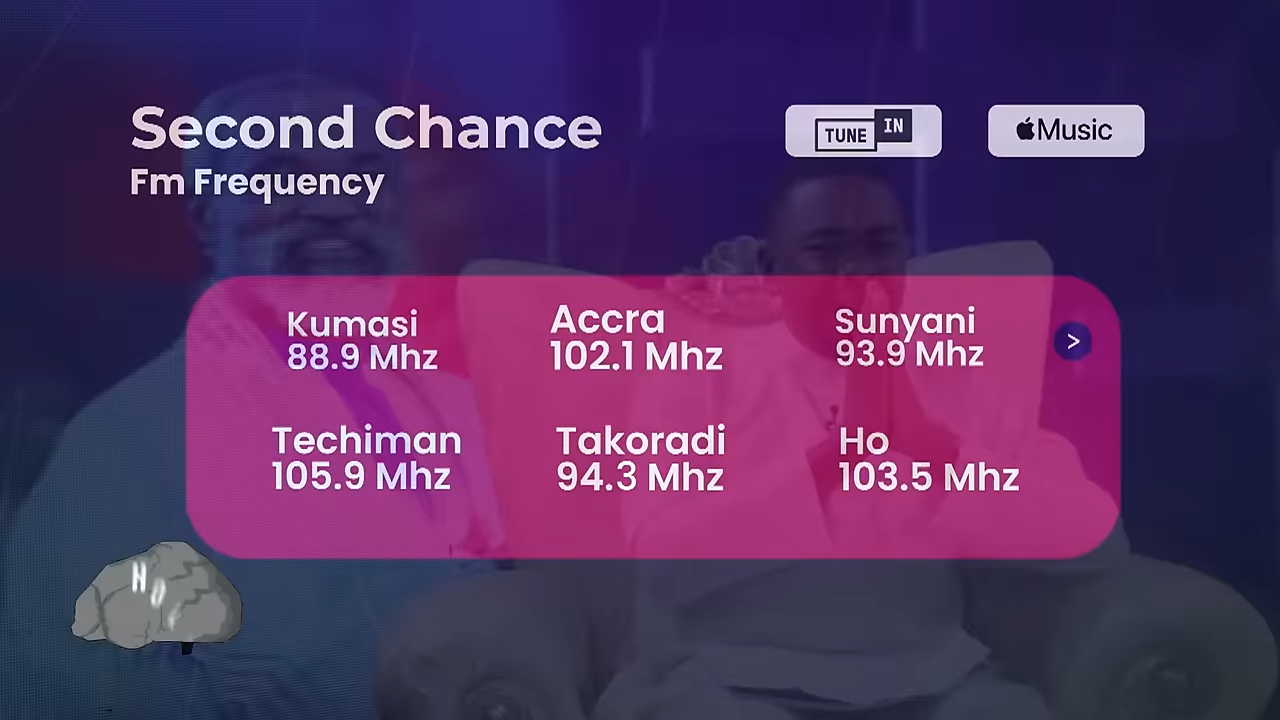 Second Chance
Fm Frequency
TUNE IN
Music
Kumasi
88.9 Mhz
Accra
102.1 Mhz
Sunyani
93.9 Mhz
>
Techiman
105.9 Mhz
Takoradi
94.3 Mhz
Ho
103.5 Mhz